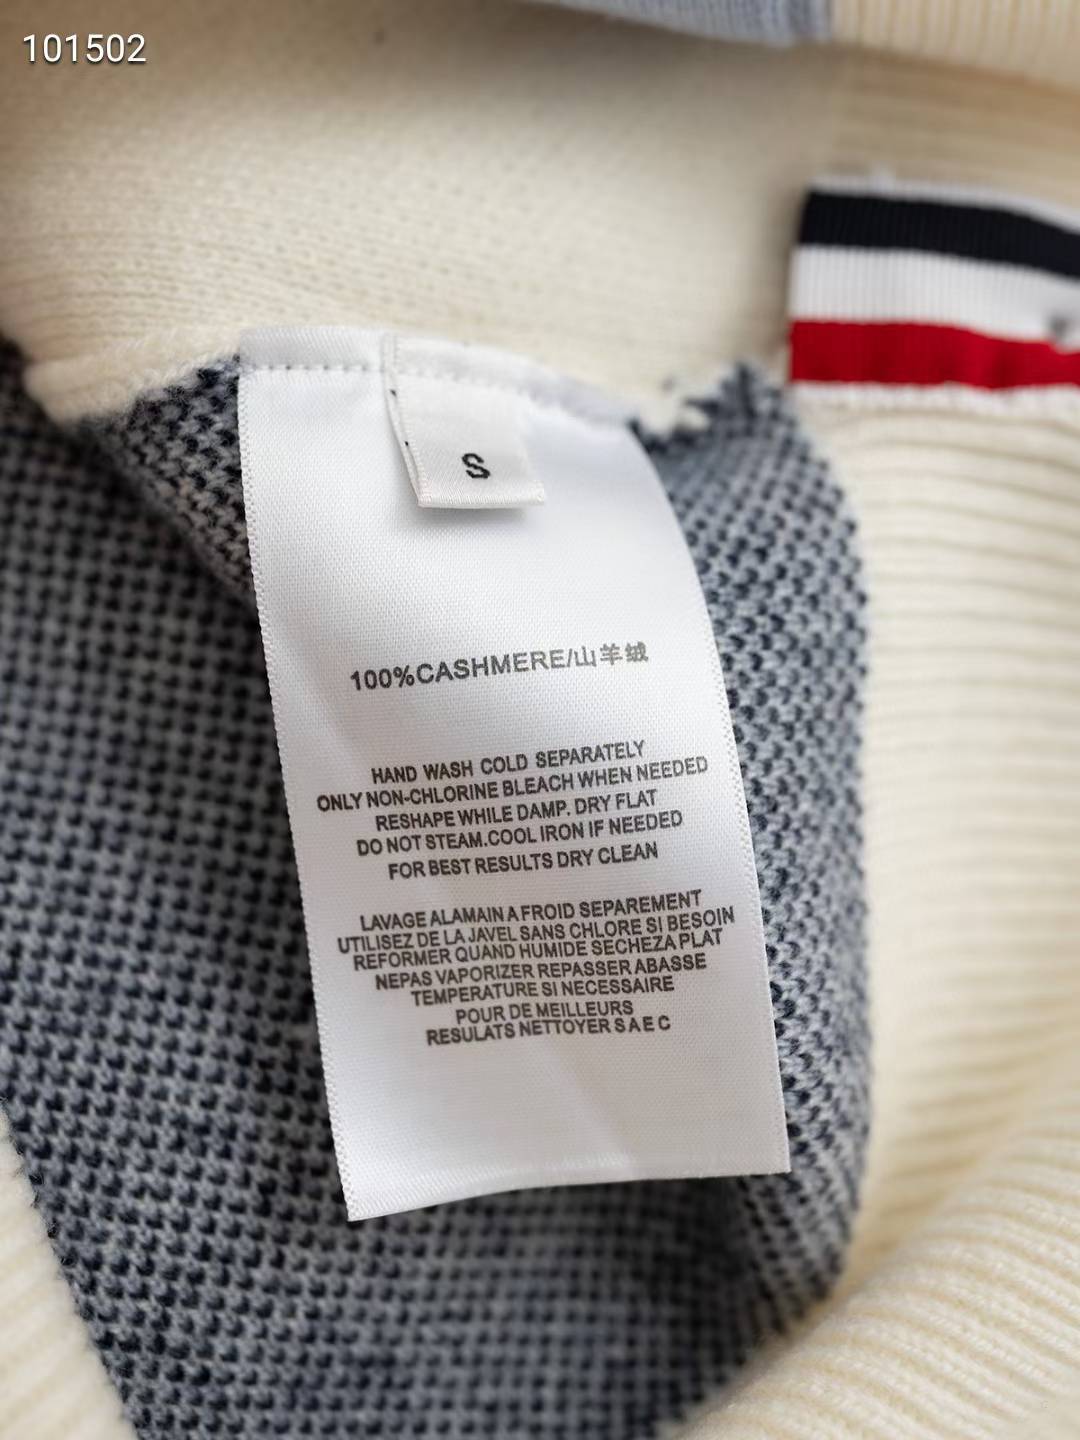 101502
S
100%CASHMERE/山羊绒
HAND WASH COLD SEPARATELY
ONLY NON-CHLORINE BLEACH WHEN NEEDED
RESHAPE WHILE DAMP. DRY FLAT
DO NOT STEAM.COOL IRON IF NEEDED
FOR BEST RESULTS DRY CLEAN
LAVAGE ALAMAIN A FROID SEPAREMENT
UTILISEZ DE LA JAVEL SANS CHLORE SI BESOIN
REFORMER QUAND HUMIDE SECHEZA PLAT
NEPAS VAPORIZER REPASSER ABASSE
TEMPERATURE SI NECESSAIRE
POUR DE MEILLEURS
RESULATS NETTOYER S A E C